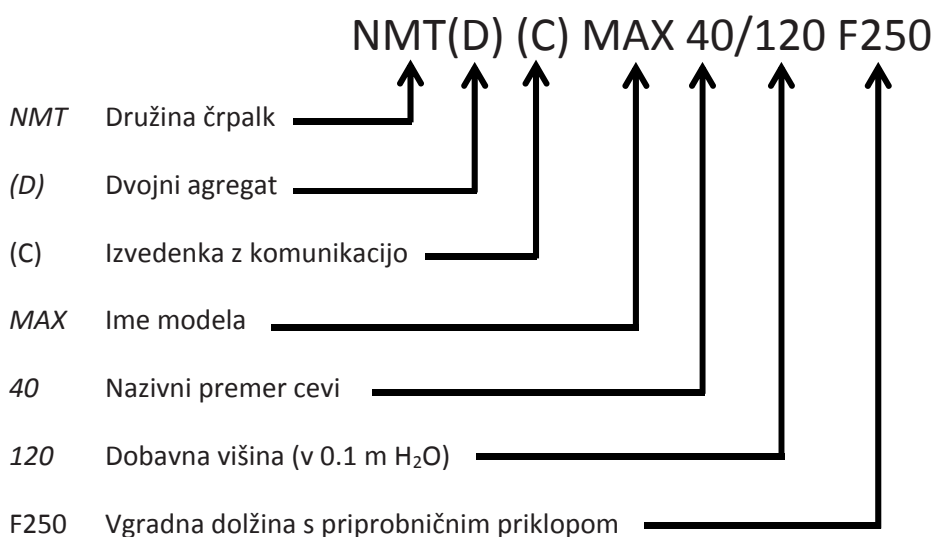 NMT(D) (C) MAX 40/120 F250
NMT Družina črpalk
(D) Dvojni agregat
(C) Izvedenka z komunikacijo
MAX Ime modela
40 Nazivni premer cevi
120 Dobavna višina (v 0.1 m H₂O)
F250 Vgradna dolžina s priprobničnim priklopom